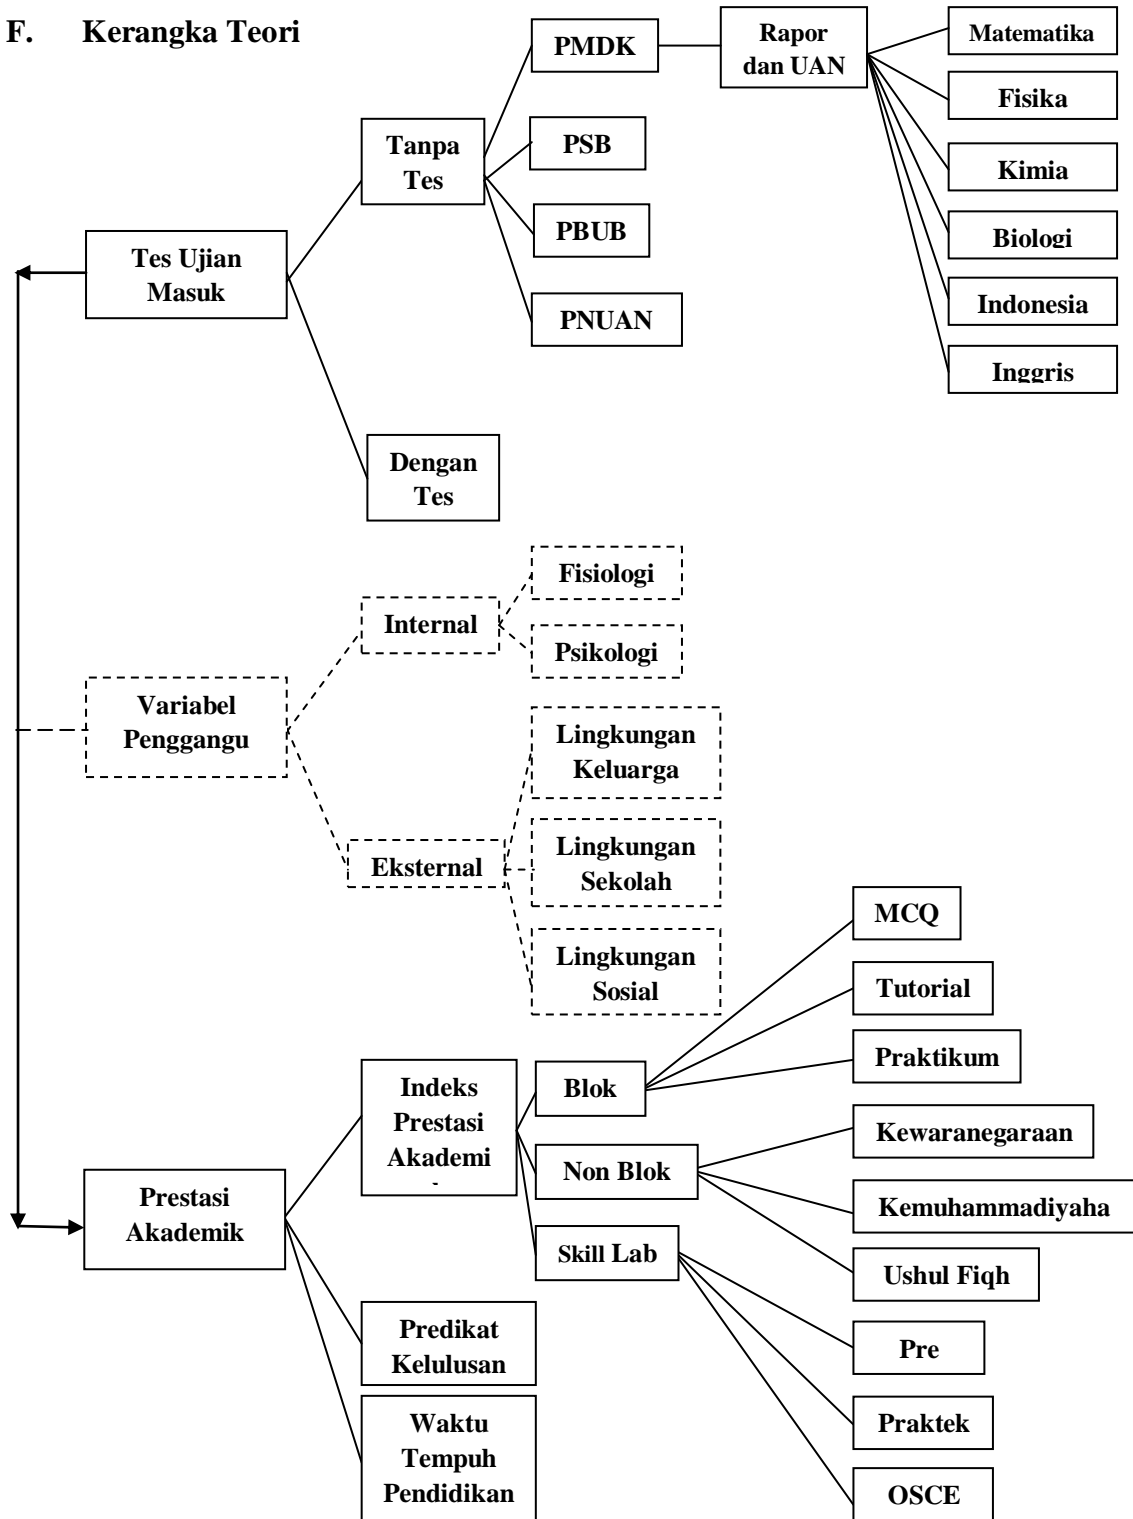 F. Kerangka Teori
PMDK
Rapor
dan UAN
Matematika
Fisika
Kimia
Biologi
Indonesia
Inggris
Tanpa
Tes
PSB
PBUB
PNUAN
Tes Ujian
Masuk
Dengan
Tes
Fisiologi
Internal
Psikologi
Variabel
Penggangu
Lingkungan
Keluarga
Eksternal
Lingkungan
Sekolah
Lingkungan
Sosial
MCQ
Tutorial
Praktikum
Indeks
Prestasi
Akademi
Blok
Non Blok
Skill Lab
Kewaranegaraan
Kemuhammadiyaha
Ushul Fiqh
Prestasi
Akademik
Predikat
Kelulusan
Waktu
Tempuh
Pendidikan
Pre
Praktek
OSCE